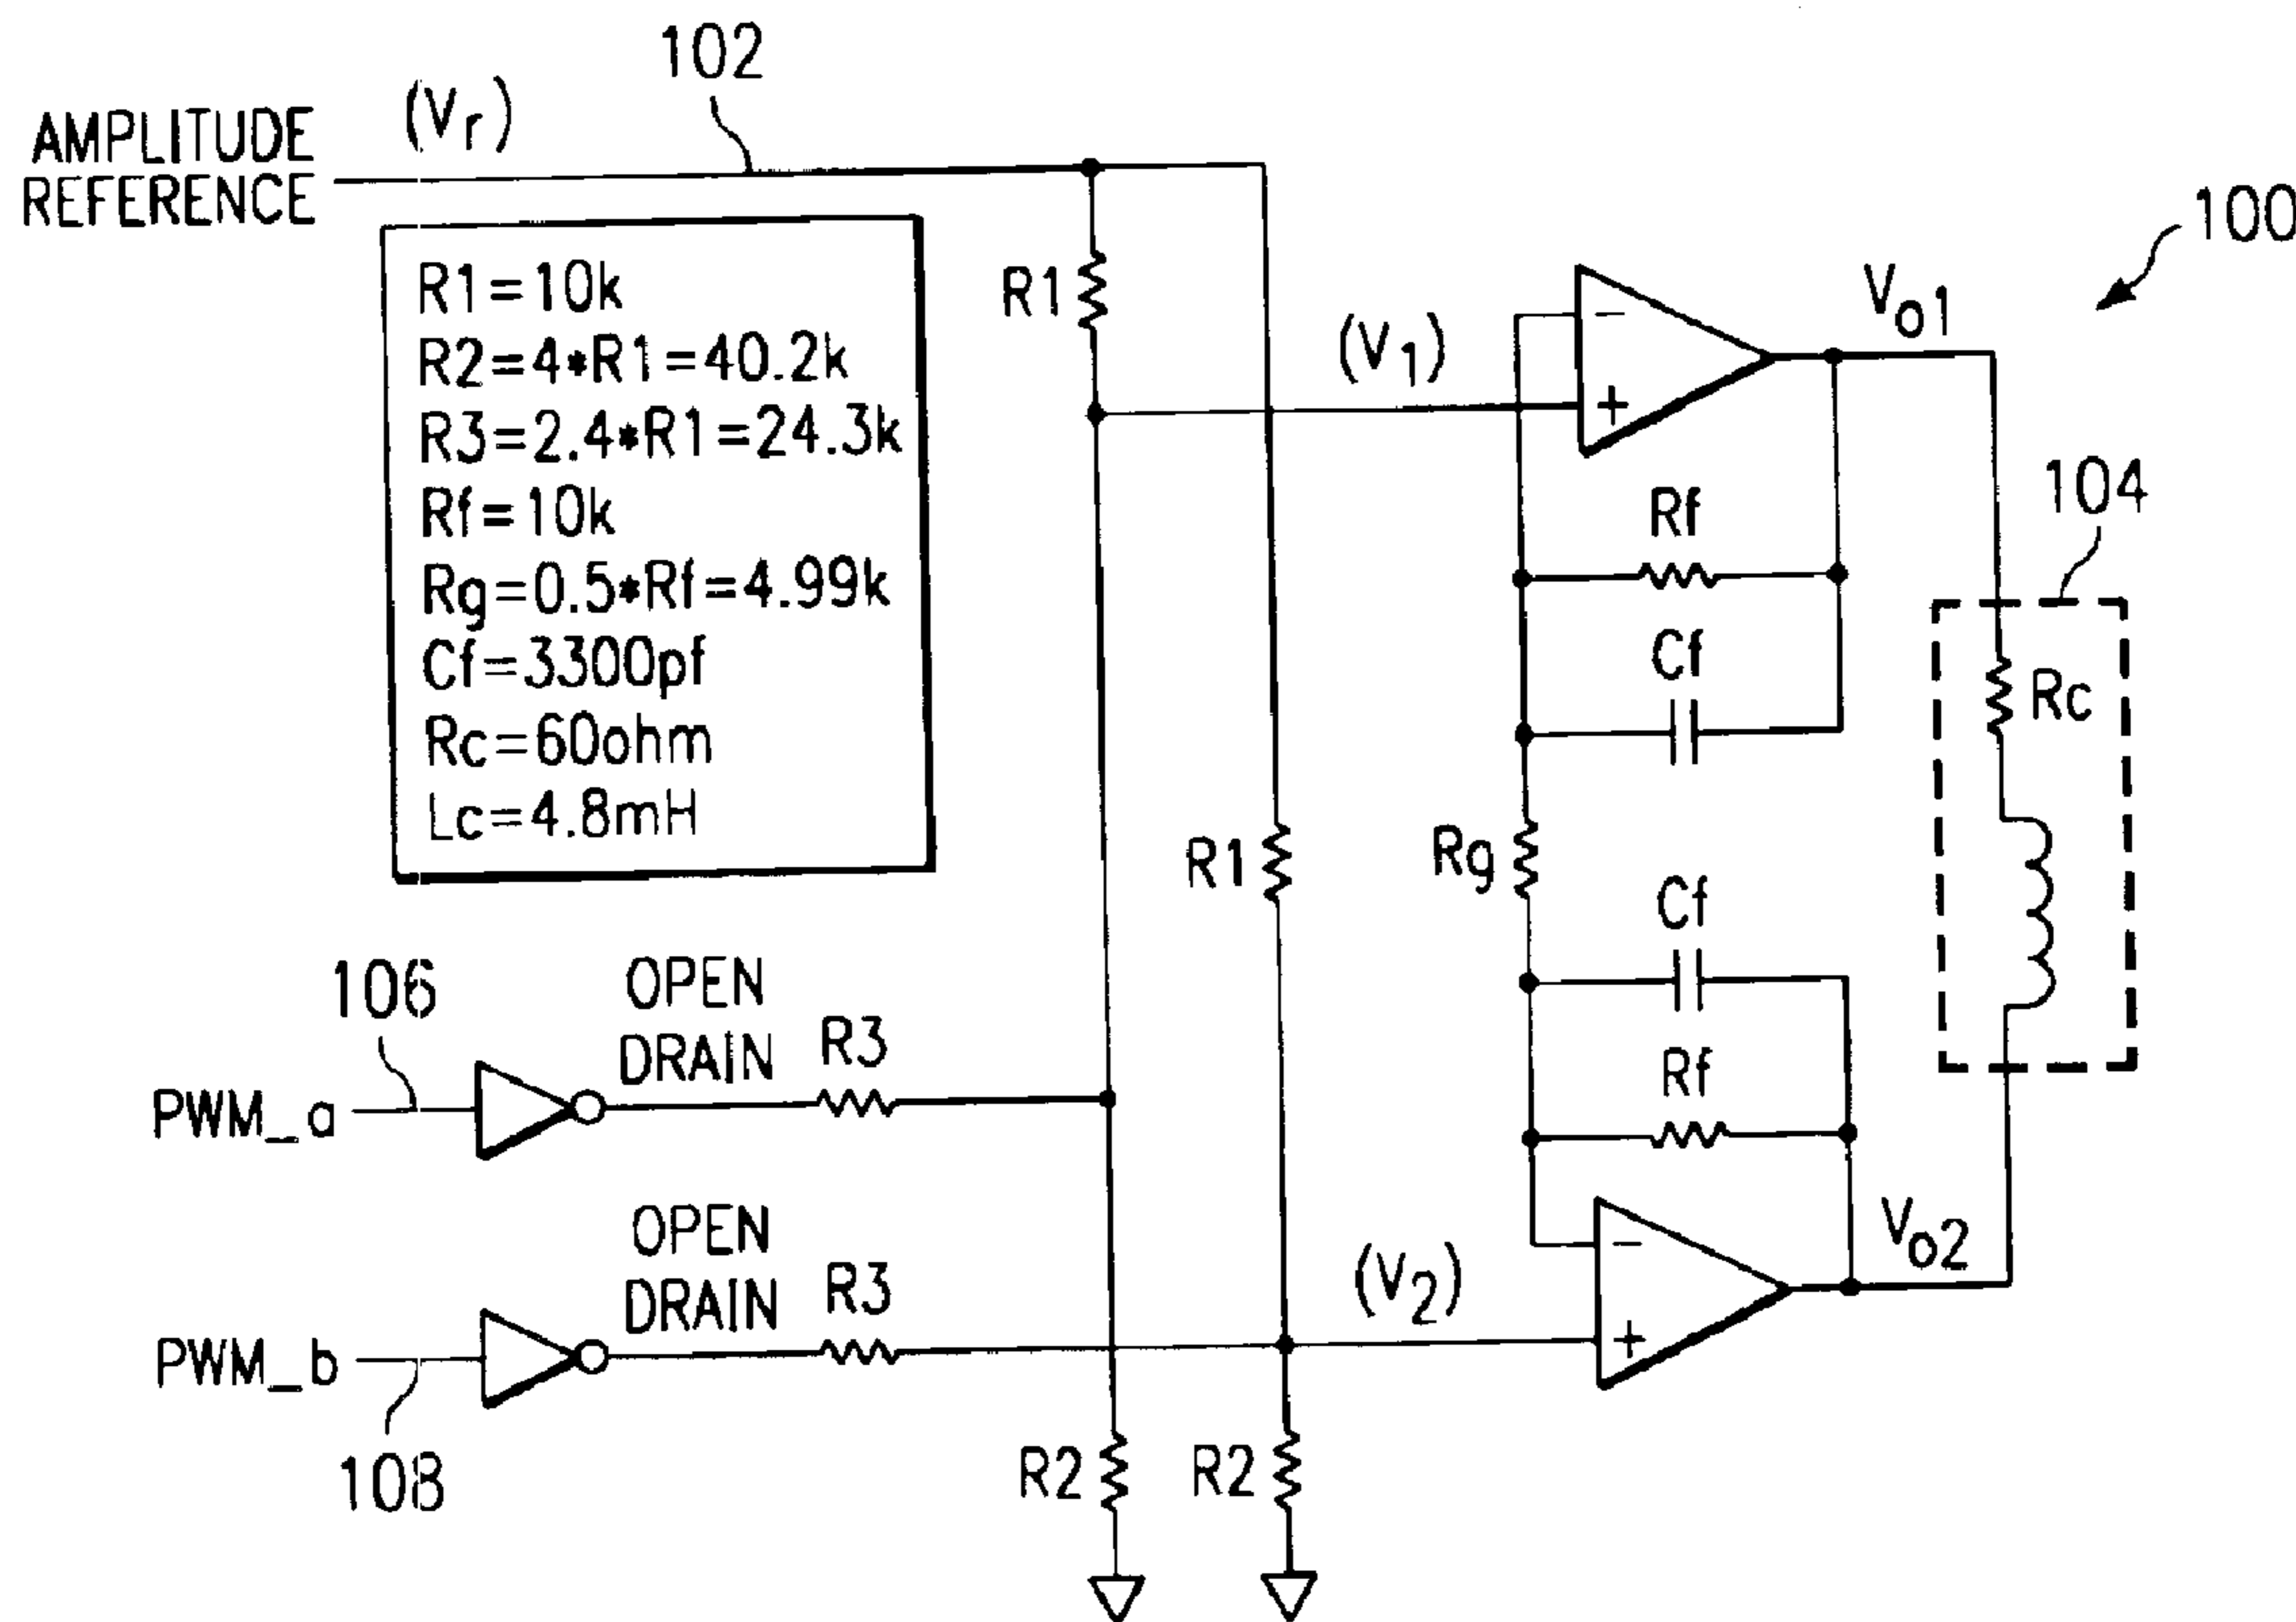 102
(Vr)
AMPLITUDE
REFERENCE
100
R1=10k
R2=4*R1=40.2k
R3=2.4*R1=24.3k
Rf=10k
Rg=0.5*Rf=4.99k
Cf=3300pf
Rc=60ohm
Lc=4.8mH
R1
(V1)
-
+
Vo1
104
Rf
Cf
Rc
R1
Rg
Cf
Rf
106
OPEN
DRAIN
R3
PWM_a
OPEN
DRAIN
R3
PWM_b
108
(V2)
-
+
Vo2
R2
R2